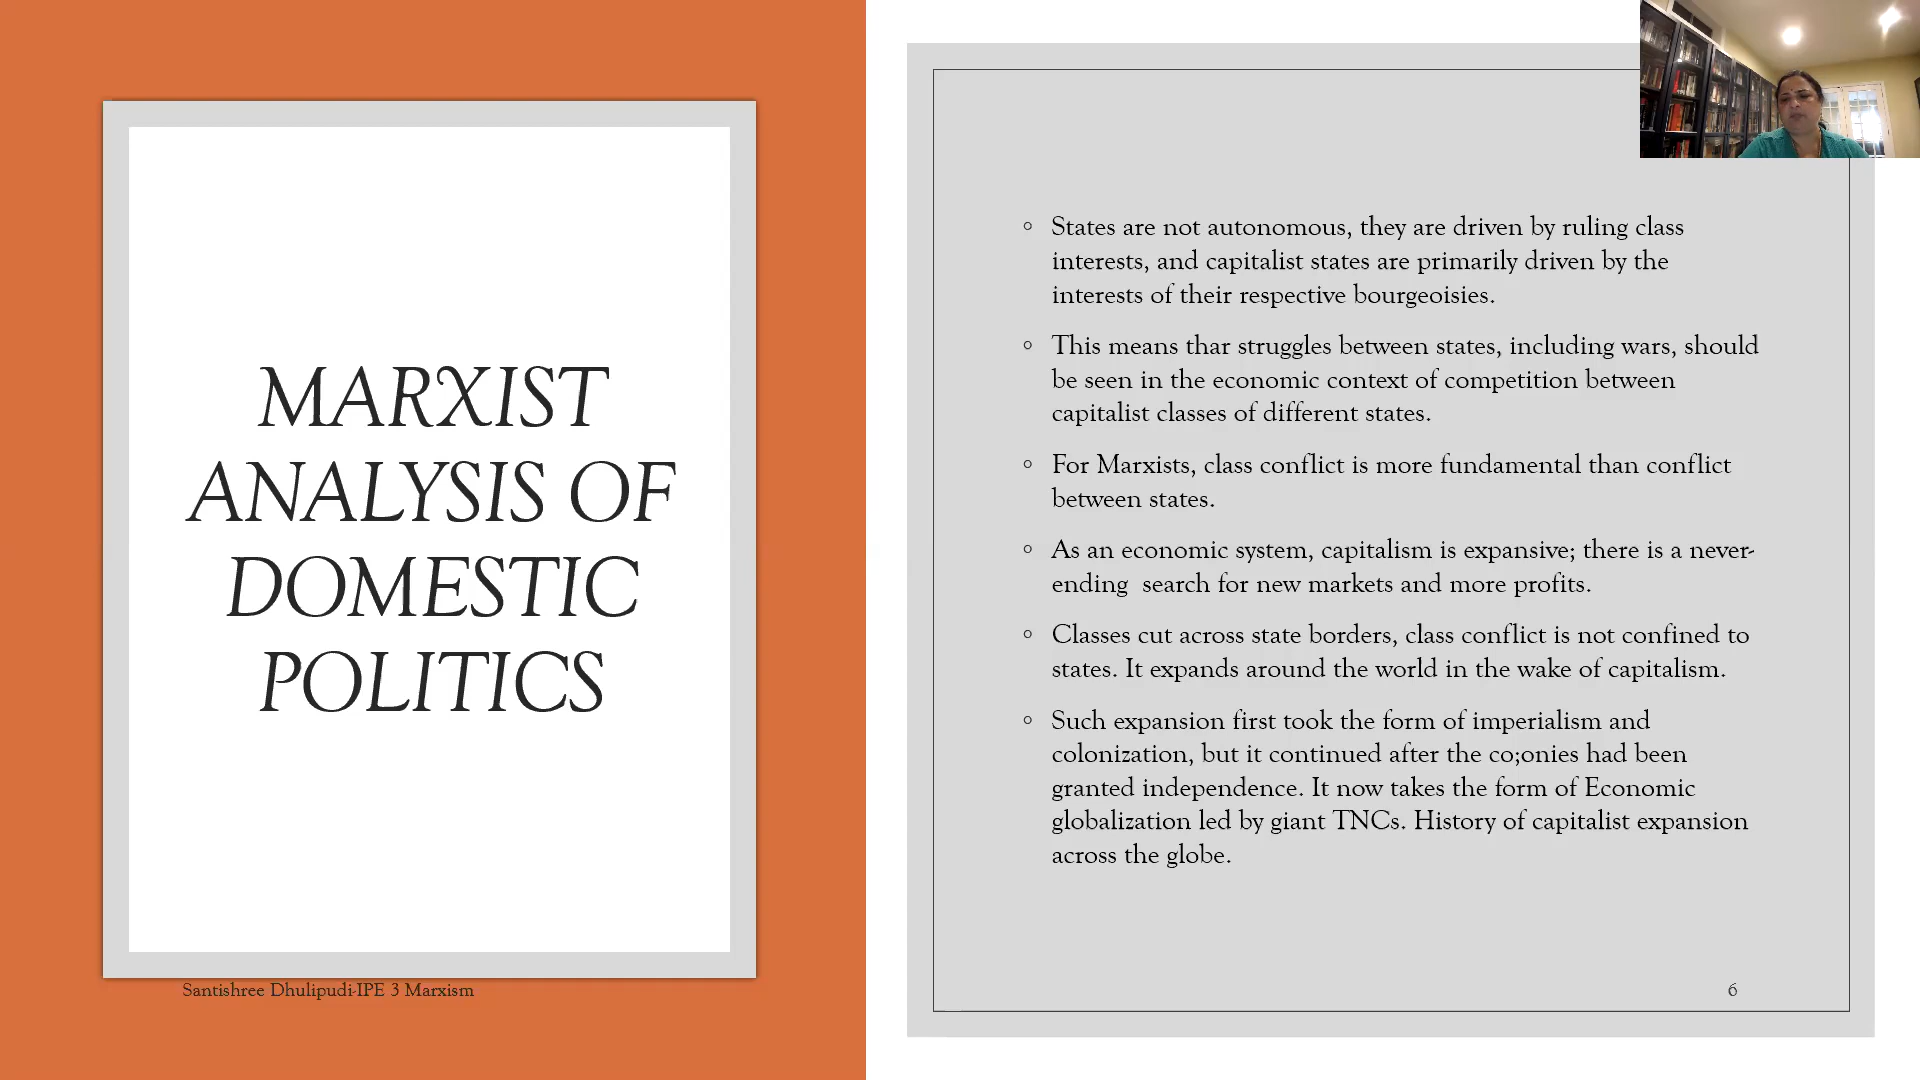 MARXIST
ANALYSIS OF
DOMESTIC
POLITICS
Santishree Dhulipudi-IPE 3 Marxism
◦ States are not autonomous, they are driven by ruling class
interests, and capitalist states are primarily driven by the
interests of their respective bourgeoisies.
◦ This means thar struggles between states, including wars, should
be seen in the economic context of competition between
capitalist classes of different states.
◦ For Marxists, class conflict is more fundamental than conflict
between states.
◦ As an economic system, capitalism is expansive; there is a never-
ending  search for new markets and more profits.
◦ Classes cut across state borders, class conflict is not confined to
states. It expands around the world in the wake of capitalism.
◦ Such expansion first took the form of imperialism and
colonization, but it continued after the co;onies had been
granted independence. It now takes the form of Economic
globalization led by giant TNCs. History of capitalist expansion
across the globe.
6